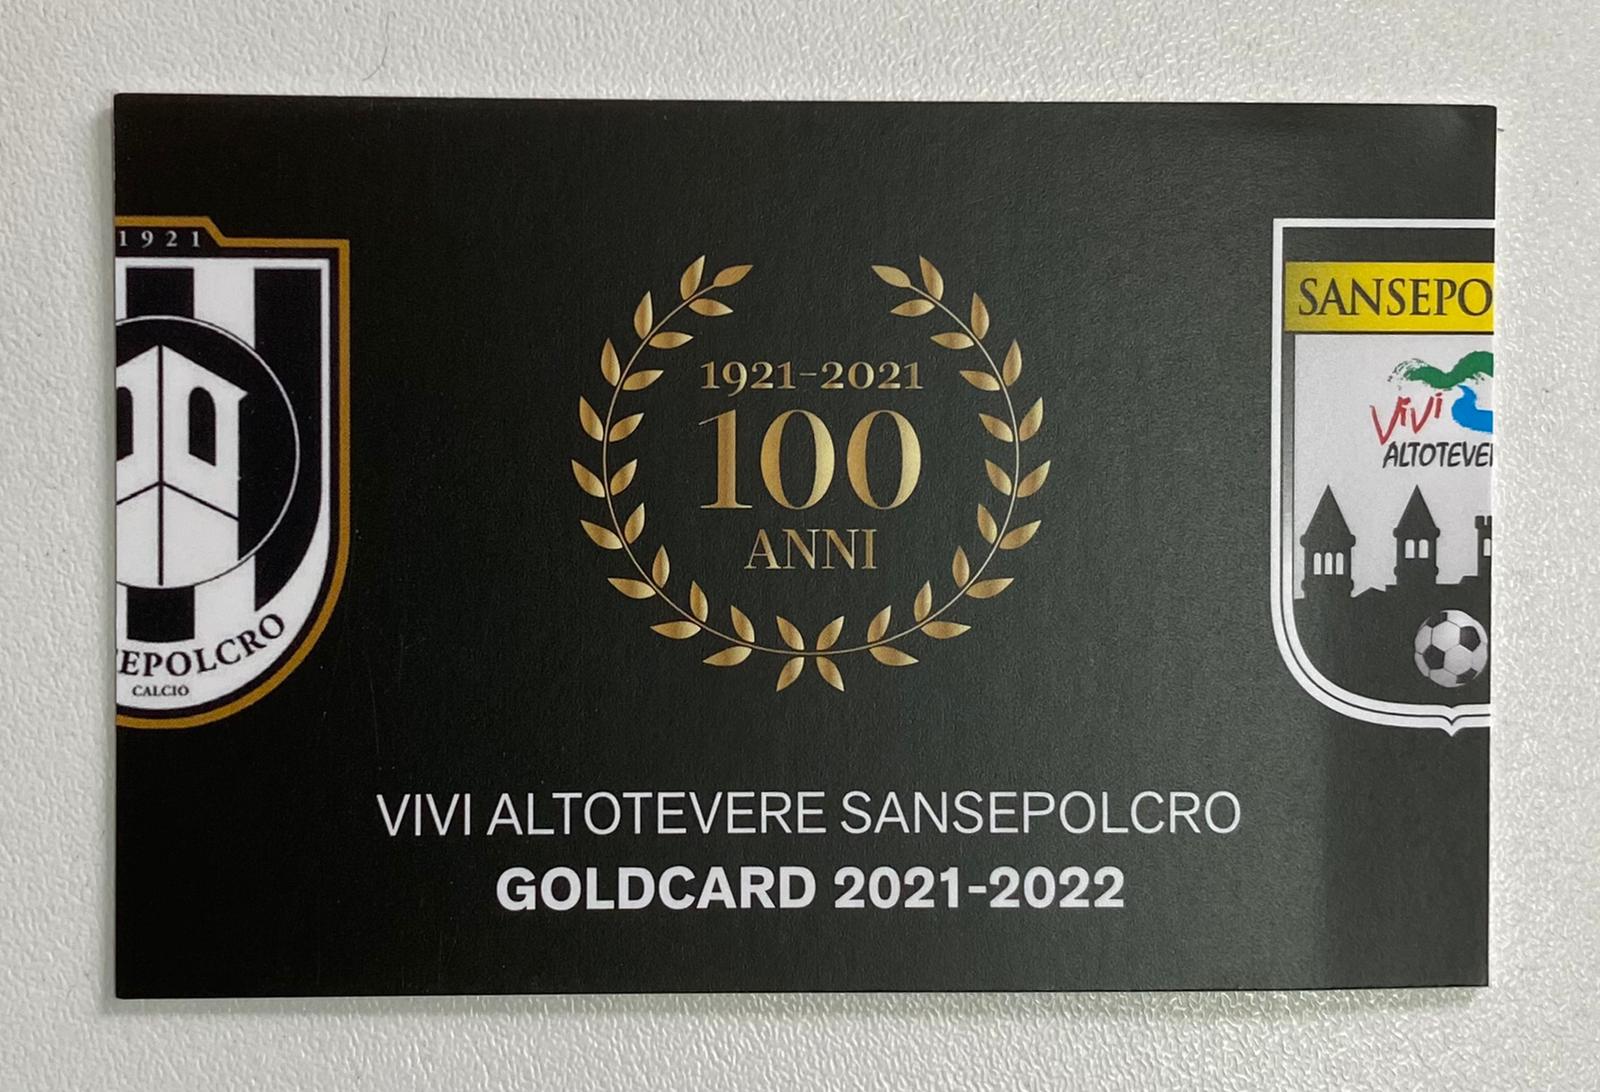 1921
EPOLCRO
CALCIO
1921-2021
100
ANNI
SANSEPO
ViVi
ALTOTEVE
VIVI ALTOTEVERE SANSEPOLCRO
GOLDCARD 2021-2022